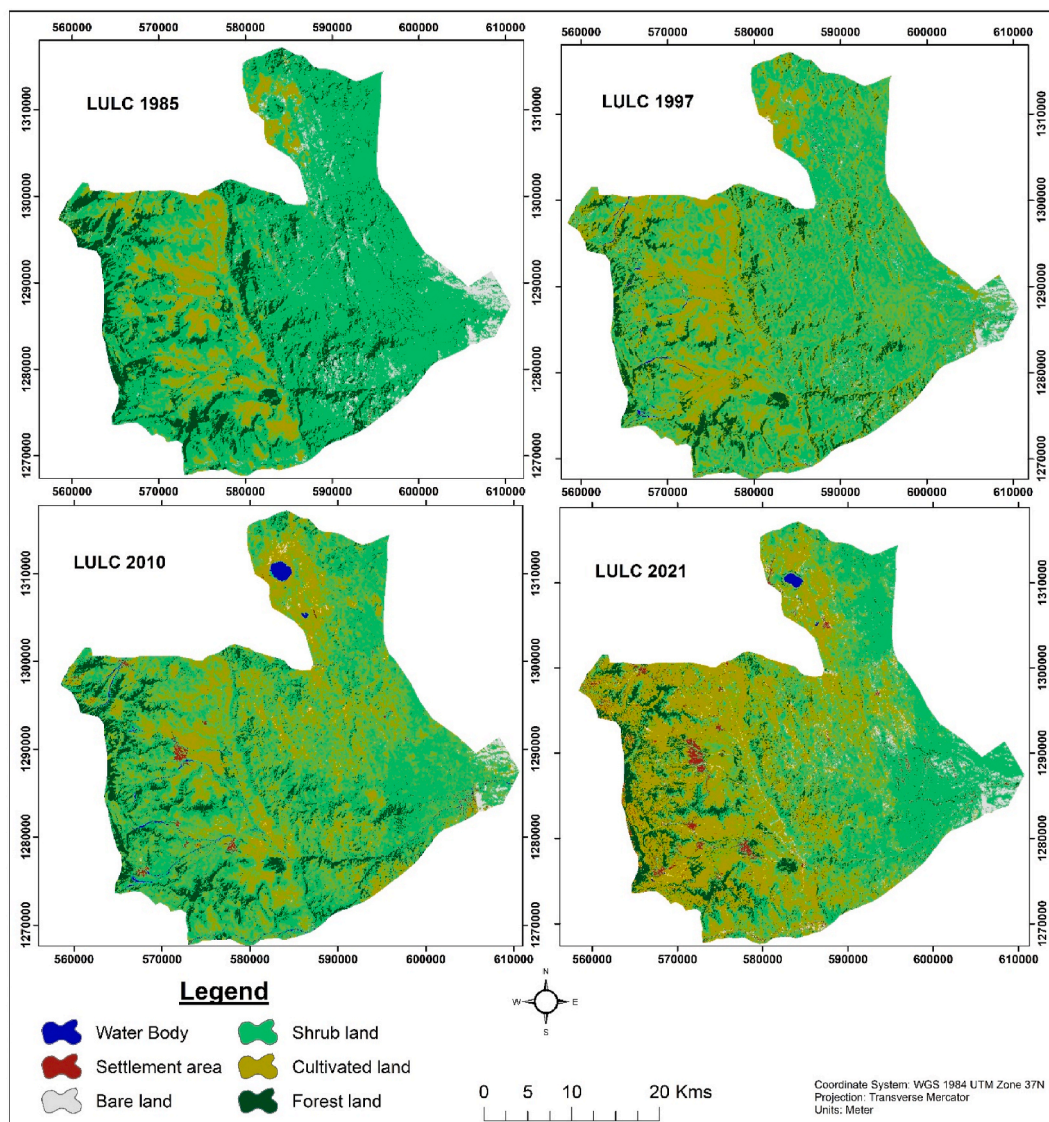 560000 570000 580000 590000 600000 610000
LULC 1985
1310000
1300000
1290000
1280000
1270000
560000 570000 580000 590000 600000 610000
560000 570000 580000 590000 600000 610000
LULC 1997
1310000
1300000
1290000
1280000
1270000
560000 570000 580000 590000 600000 610000
LULC 2010
1310000
1300000
1290000
1280000
1270000
560000 570000 580000 590000 600000 610000
LULC 2021
1310000
1300000
1290000
1280000
1270000
560000 570000 580000 590000 600000 610000
Legend
Water Body
Settlement area
Bare land
Shrub land
Cultivated land
Forest land
N
W E
S
0 5 10 20 Kms
Coordinate System: WGS 1984 UTM Zone 37N
Projection: Transverse Mercator
Units: Meter